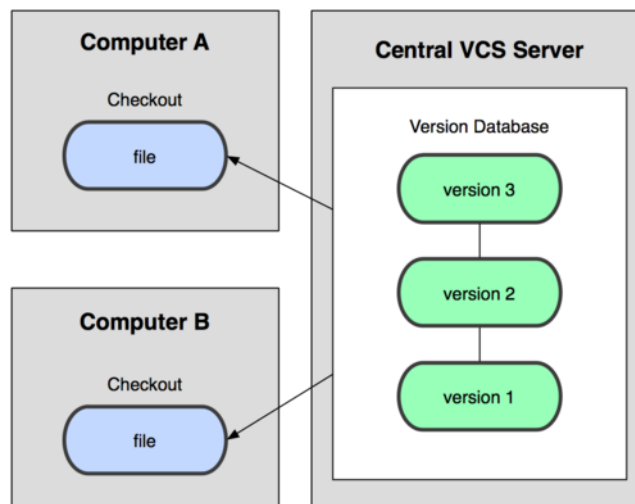 Computer A
Checkout
file
Central VCS Server
Version Database
version 3
version 2
version 1
Computer B
Checkout
file